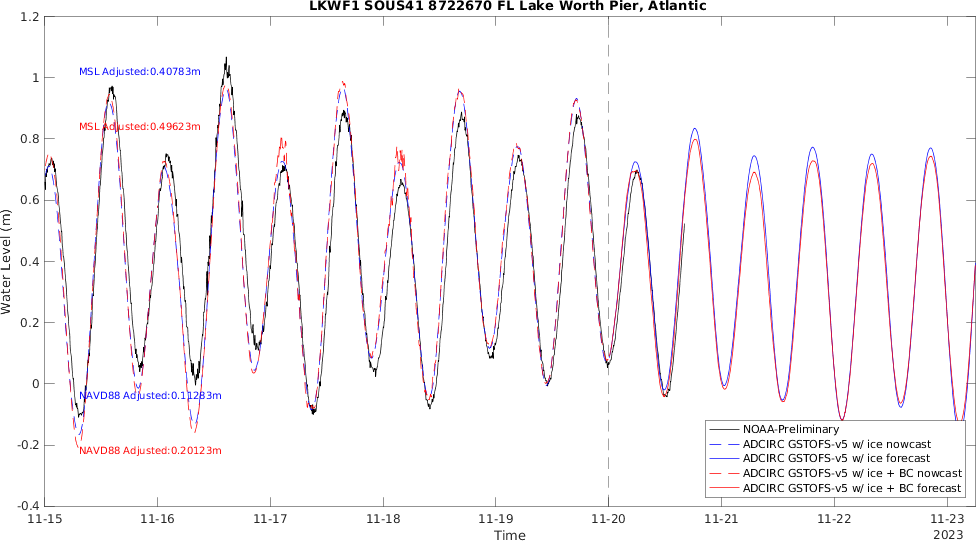 LKWF1 SOUS41 8722670 FL Lake Worth Pier, Atlantic
1.2
1
0.8
0.6
0.4
0.2
0
-0.2
-0.4
Water Level (m)
MSL Adjusted:0.40783m
MSL Adjusted:0.49623m
NAVD88 Adjusted:0.11283m
NAVD88 Adjusted:0.20123m
NOAA-Preliminary
ADCIRC GSTOFS-v5 w/ ice nowcast
ADCIRC GSTOFS-v5 w/ ice forecast
ADCIRC GSTOFS-v5 w/ ice + BC nowcast
ADCIRC GSTOFS-v5 w/ ice + BC forecast
11-15 11-16 11-17 11-18 11-19 11-20 11-21 11-22 11-23
Time 2023